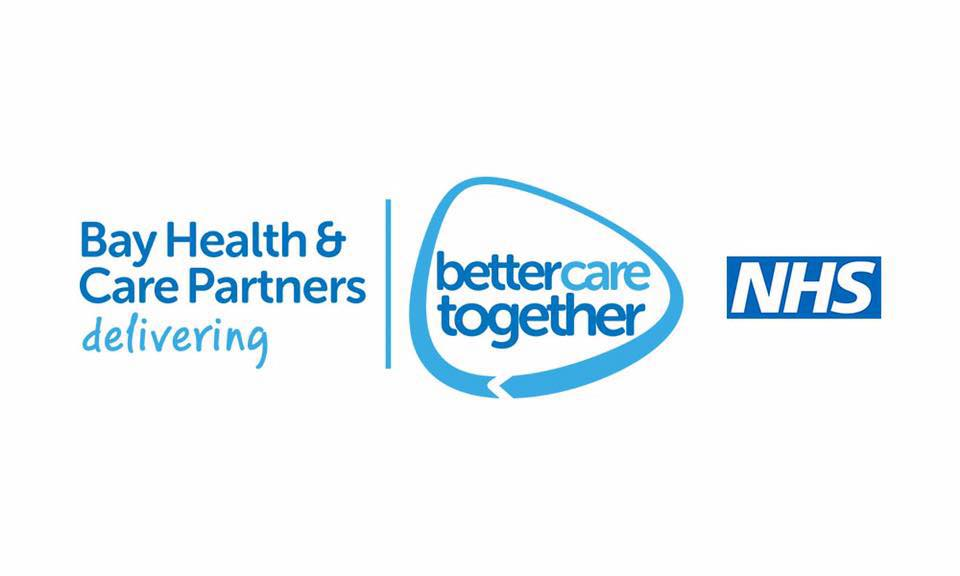 Bay Health &
Care Partners
delivering
bettercare
together
NHS